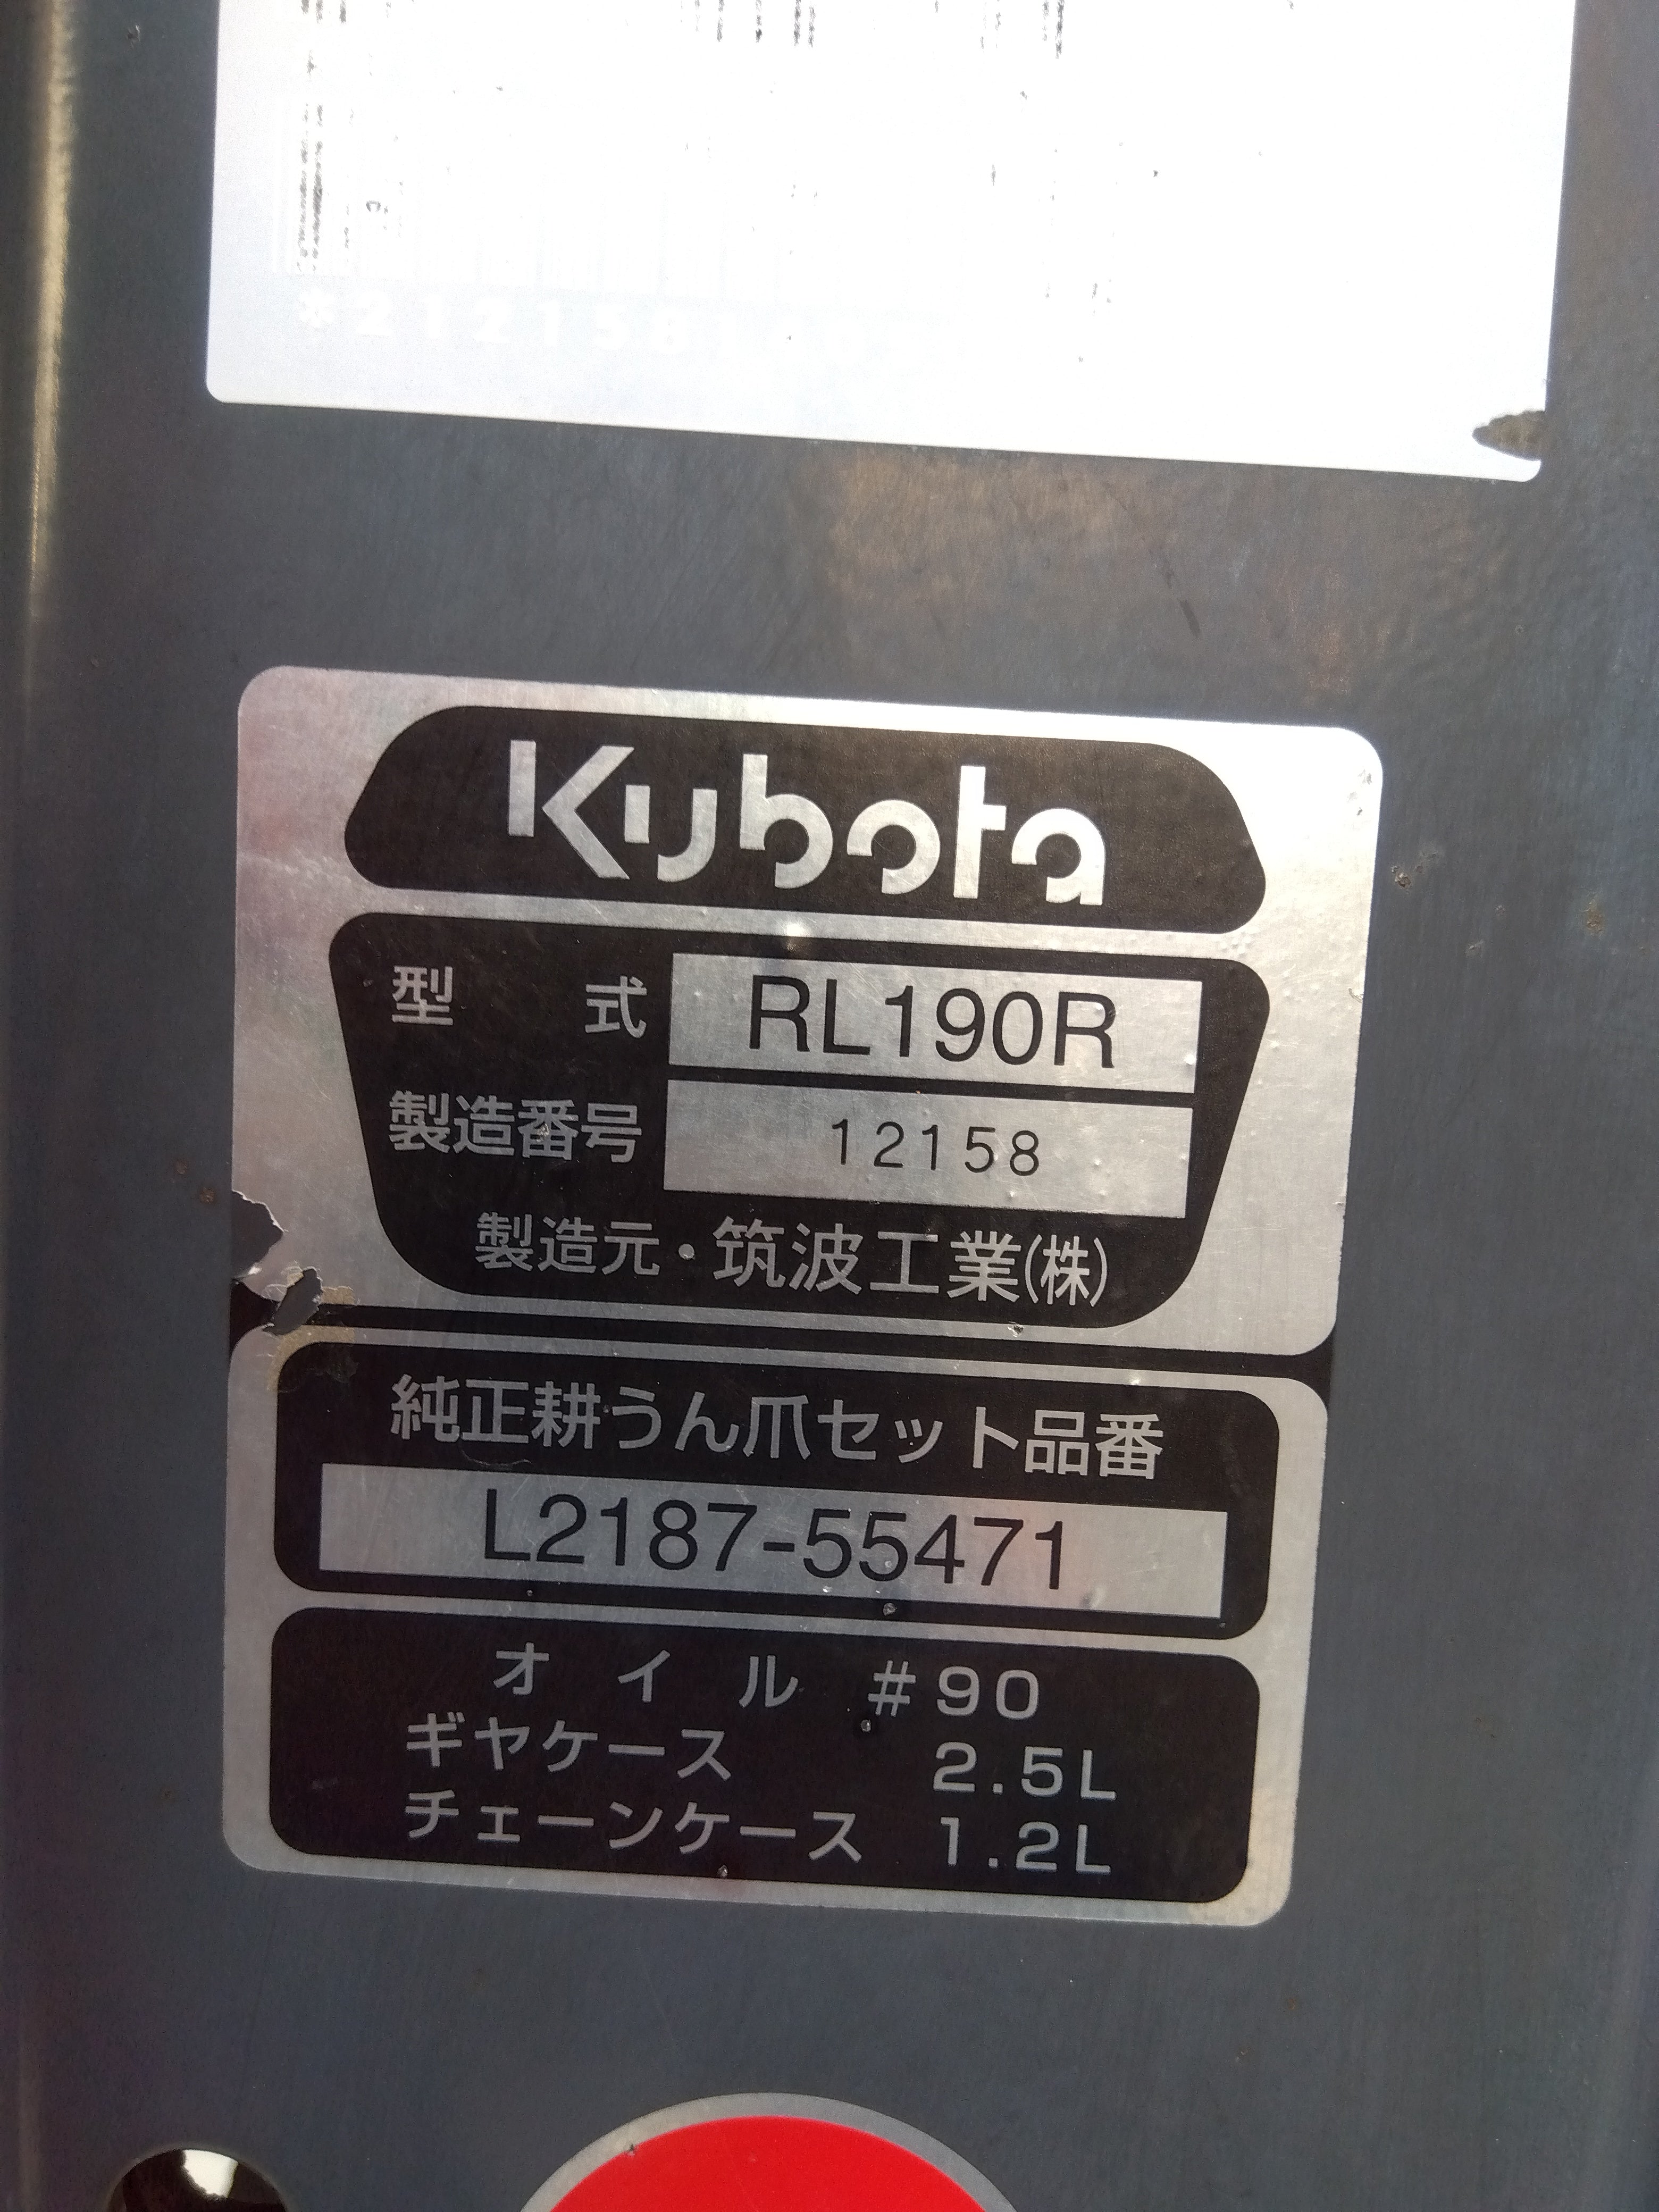 Kubota
型式 RL190R
製造番号 12158
製造元・筑波工業(株)
純正耕うん爪セット品番
L2187-55471
オイル #90
ギヤケース 2.5L
チェーンケース 1.2L